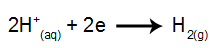 2H⁺(aq) + 2e ⟶ H₂(g)